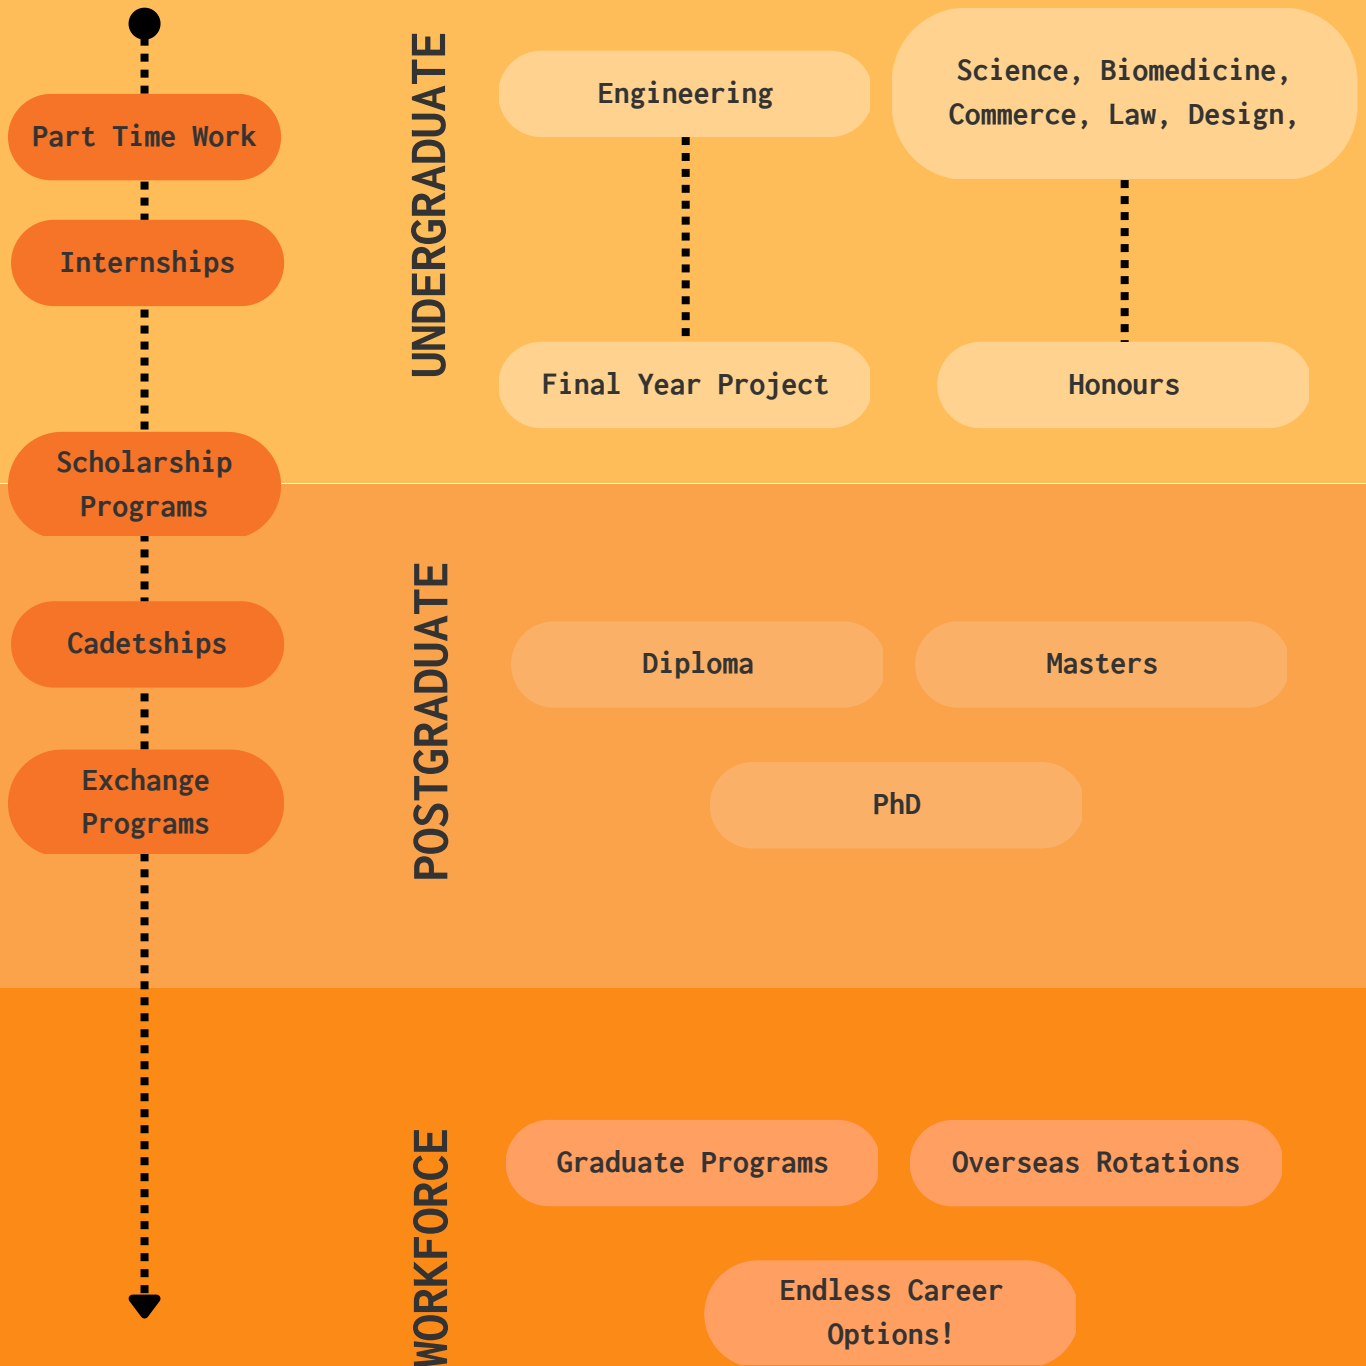 Part Time Work
Internships
Scholarship
Programs
Cadetships
Exchange
Programs
UNDERGRADUATE
Engineering
Science, Biomedicine,
Commerce, Law, Design,
Final Year Project
Honours
POSTGRADUATE
Diploma
Masters
PhD
WORKFORCE
Graduate Programs
Overseas Rotations
Endless Career
Options!